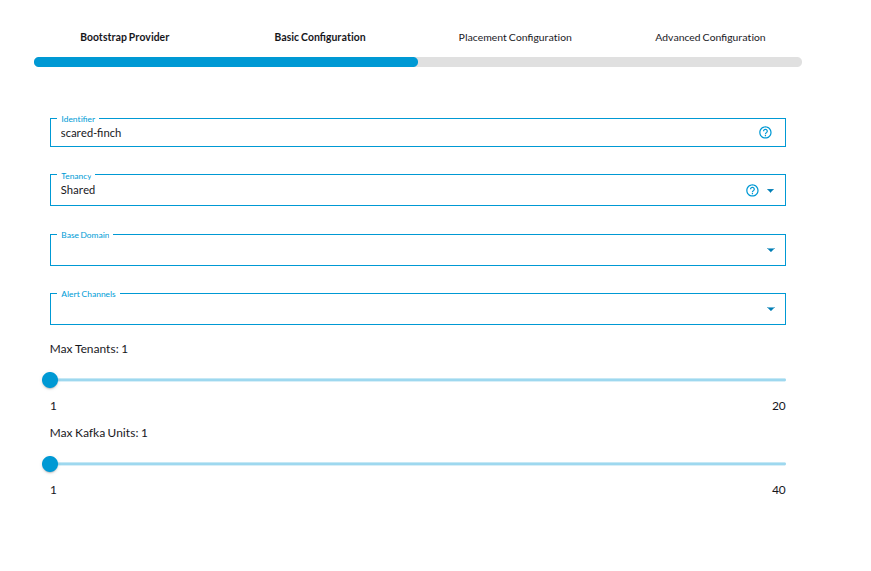 Bootstrap Provider Basic Configuration Placement Configuration Advanced Configuration
Identifier
scared-finch
Tenancy
Shared
Base Domain
Alert Channels
Max Tenants: 1
1 20
Max Kafka Units: 1
1 40